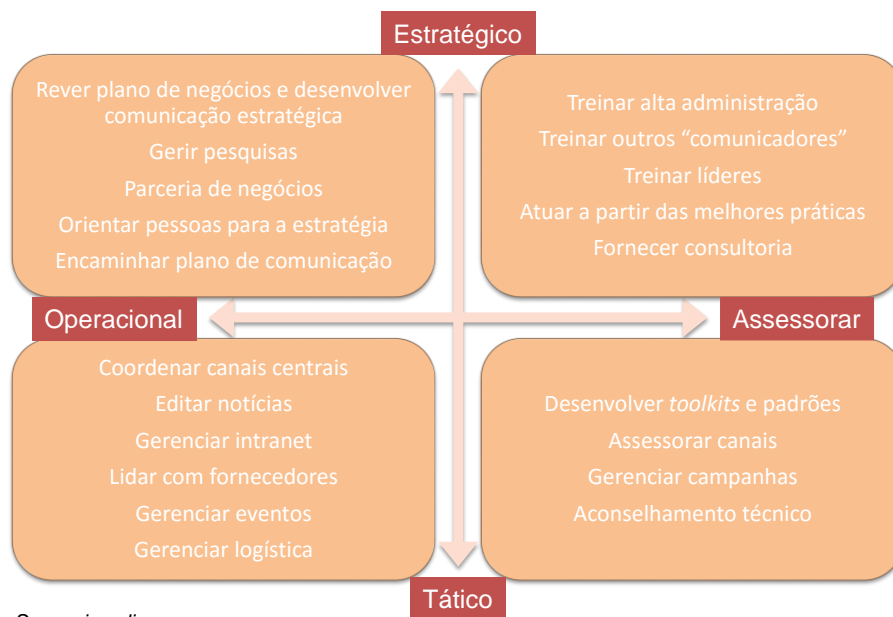 Estratégico
Rever plano de negócios e desenvolver
comunicação estratégica
Gerir pesquisas
Parceria de negócios
Orientar pessoas para a estratégia
Encaminhar plano de comunicação
Treinar alta administração
Treinar outros “comunicadores”
Treinar líderes
Atuar a partir das melhores práticas
Fornecer consultoria
Operacional
Assessorar
Coordenar canais centrais
Editar notícias
Gerenciar intranet
Lidar com fornecedores
Gerenciar eventos
Gerenciar logística
Desenvolver toolkits e padrões
Assessorar canais
Gerenciar campanhas
Aconselhamento técnico
Tático